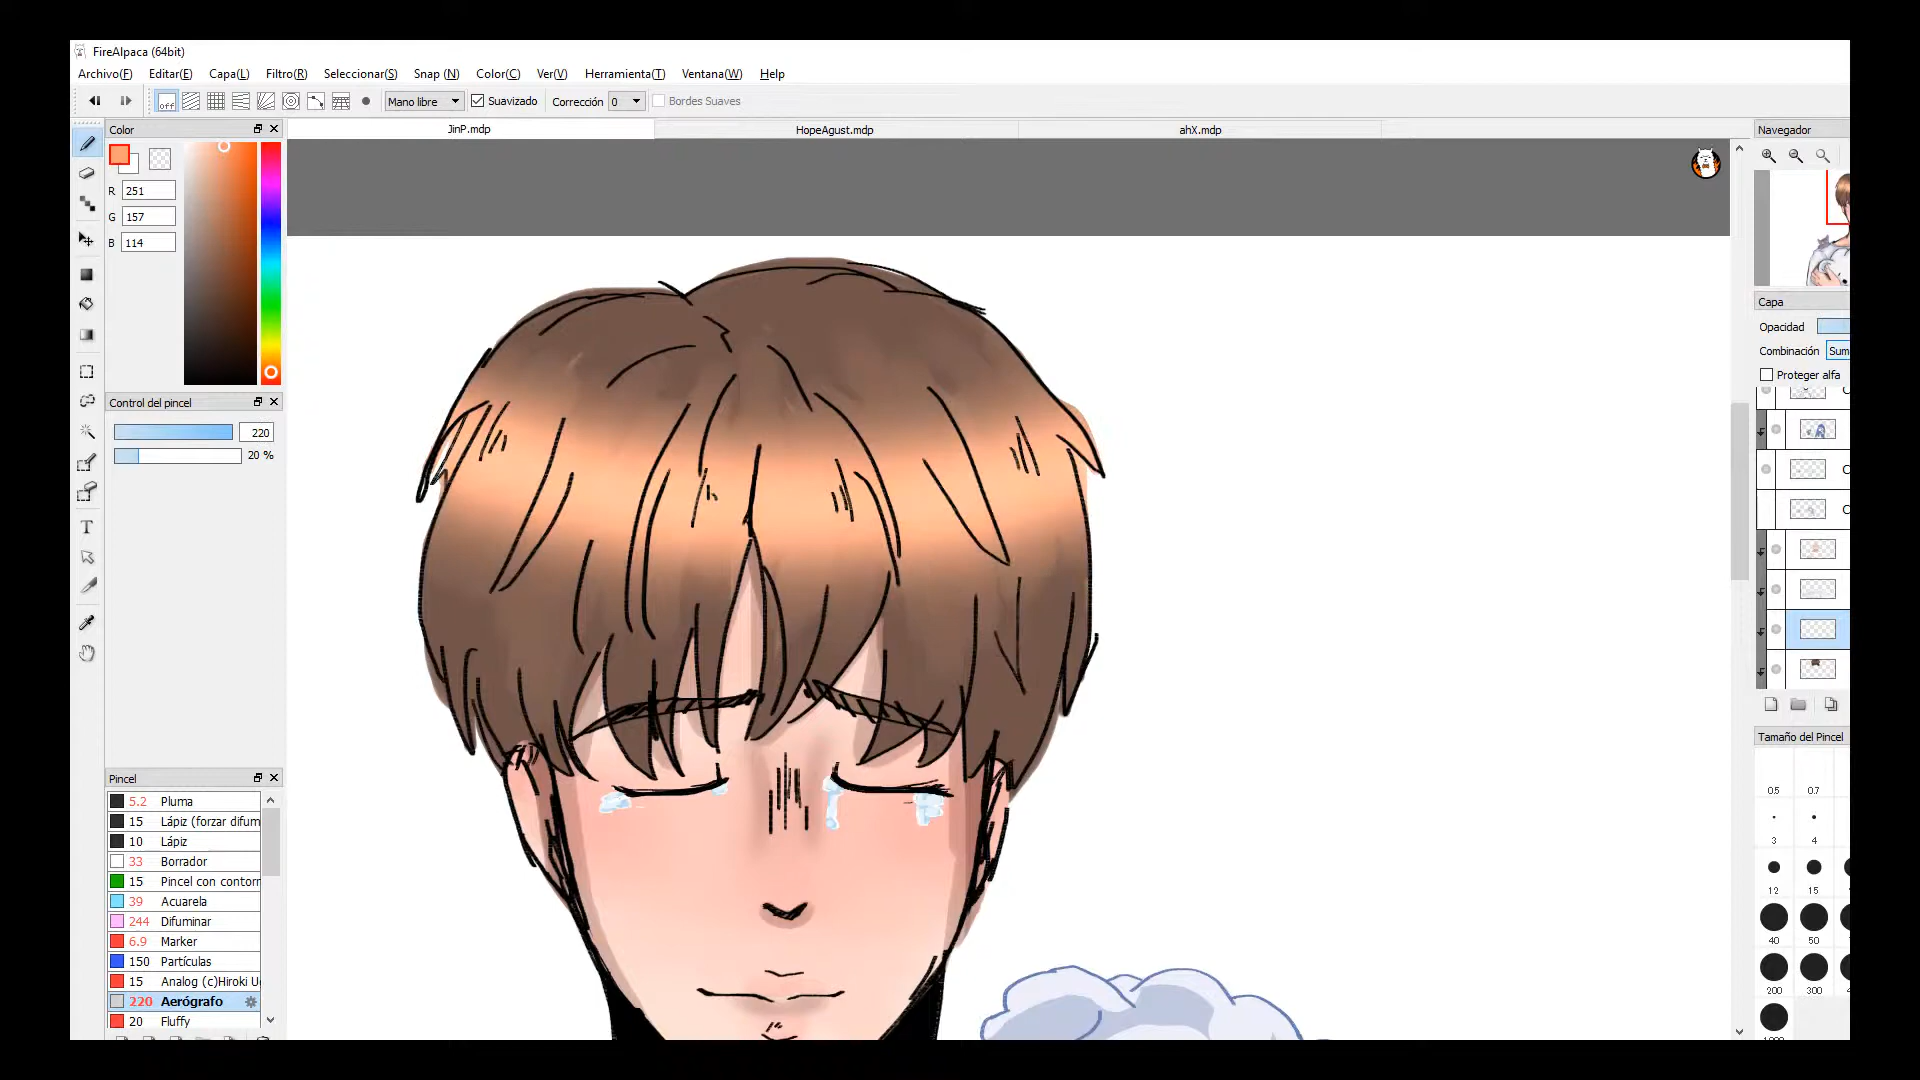 FireAlpaca (64bit)
Archivo(F) Editar(E) Capa(L) Filtro(R) Seleccionar(S) Snap (N) Color(C) Ver(V) Herramienta(T) Ventana(W) Help
off Mano libre Suavizado Corrección 0 Bordes Suaves
Color JinP.mdp HopeAgust.mdp ahX.mdp Navegador
R 251
G 157
B 114
Capa
Opacidad
Combinación Sum
Proteger alfa
Control del pincel
220
20 %
Tamaño del Pincel
0.5 0.7
3 4
12 15
40 50
200 300
Pincel
5.2 Pluma
15 Lápiz (forzar difum
10 Lápiz
33 Borrador
15 Pincel con contorn
39 Acuarela
244 Difuminar
6.9 Marker
150 Partículas
15 Analog (c)Hiroki U
220 Aerógrafo
20 Fluffy